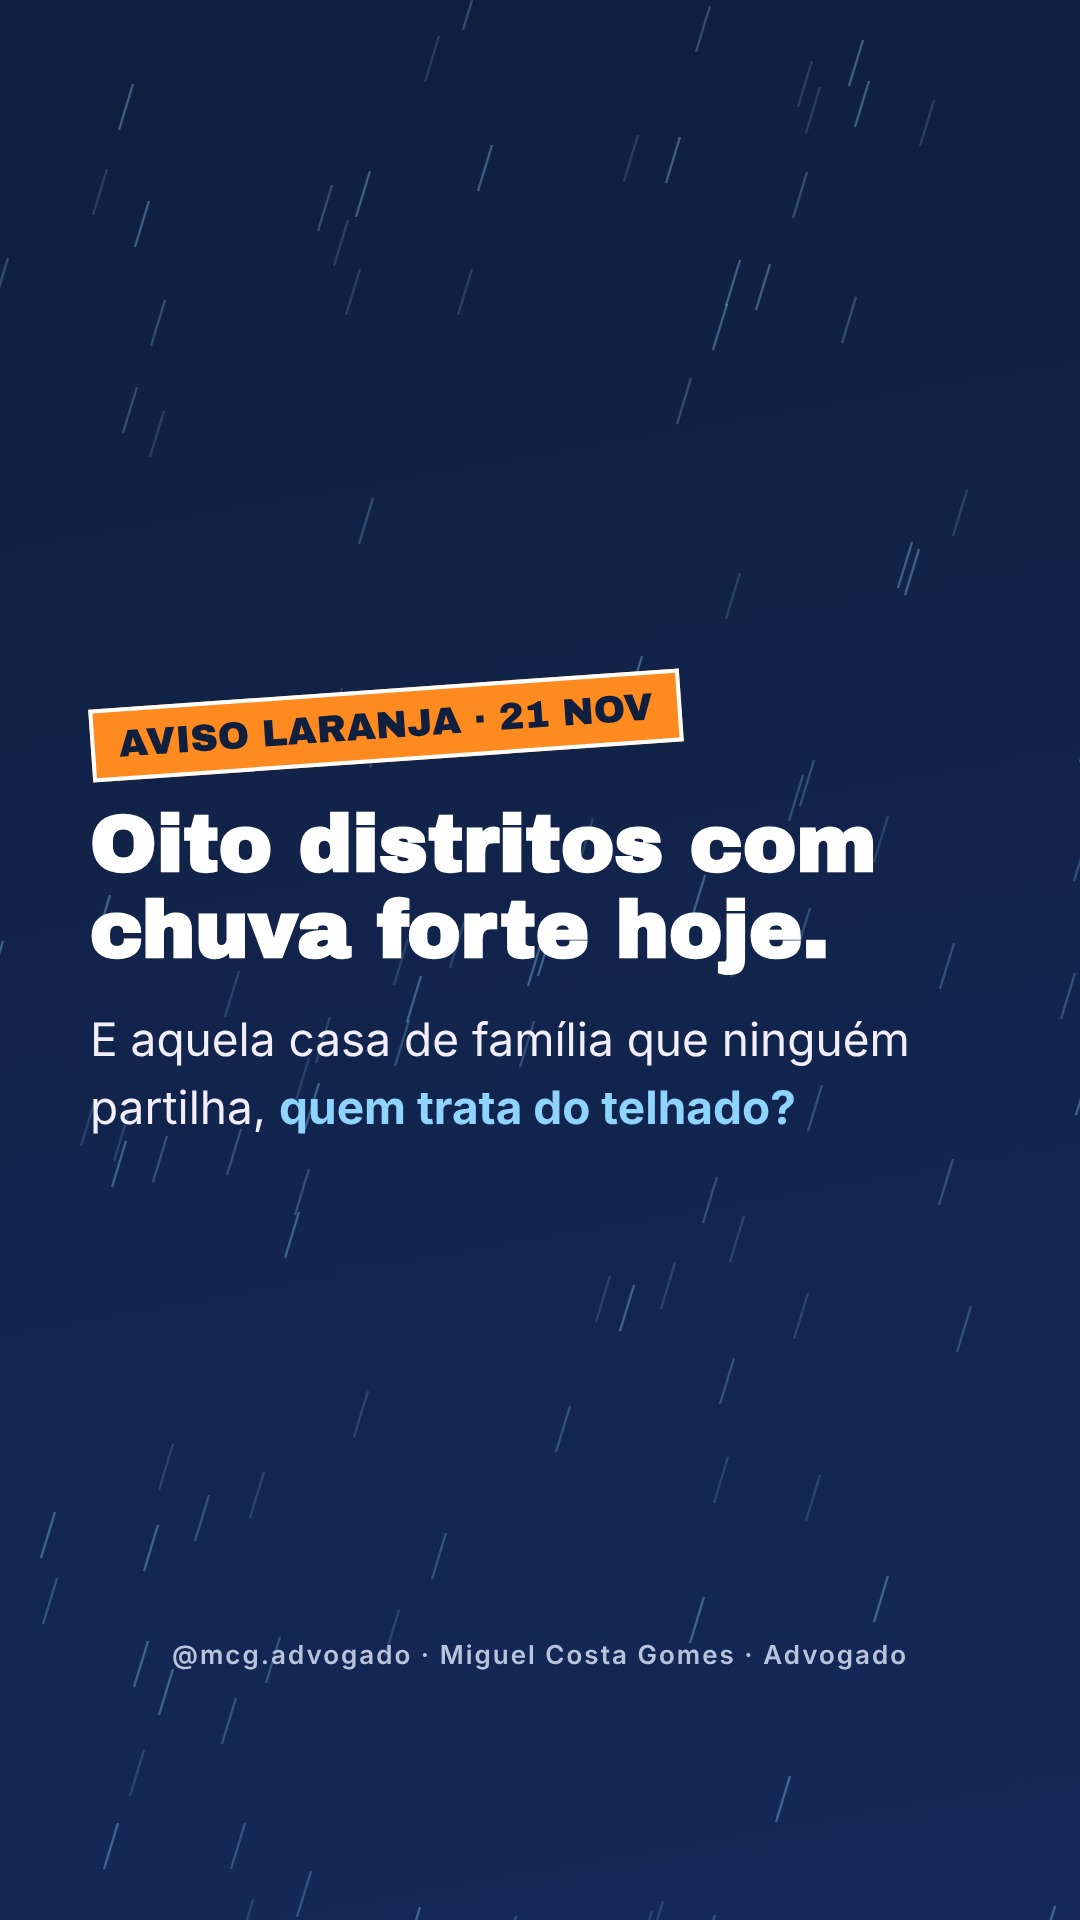 AVISO LARANJA · 21 NOV
Oito distritos com
chuva forte hoje.
E aquela casa de família que ninguém
partilha, quem trata do telhado?
@mcg.advogado · Miguel Costa Gomes · Advogado